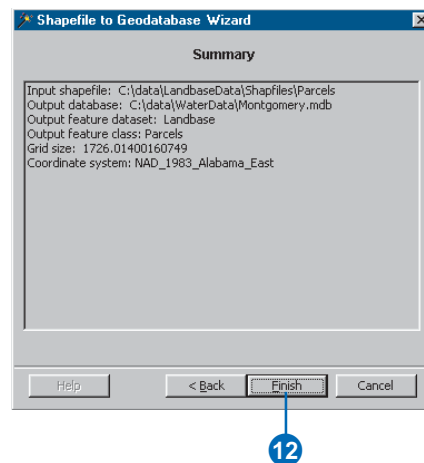 Shapefile to Geodatabase Wizard
Summary
Input shapefile: C:\data\LandbaseData\Shapfiles\Parcels
Output database: C:\data\WaterData\Montgomery.mdb
Output feature dataset: Landbase
Output feature class: Parcels
Grid size: 1726.01400160749
Coordinate system: NAD_1983_Alabama_East
Help
< Back
Finish
Cancel
12